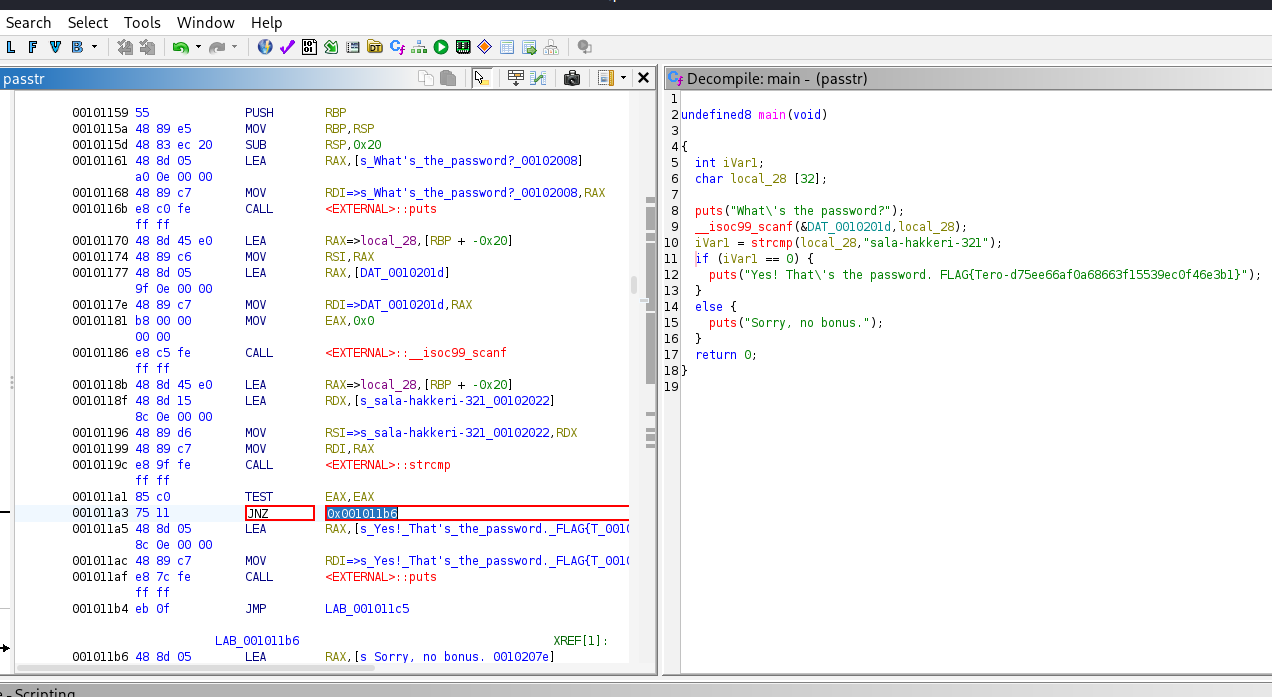 Search Select Tools Window Help
L F V B
passtr
00101159 55 PUSH RBP
0010115a 48 89 e5 MOV RBP,RSP
0010115d 48 83 ec 20 SUB RSP,0x20
00101161 48 8d 05 LEA RAX,[s_What's_the_password?_00102008]
a0 0e 00 00
00101168 48 89 c7 MOV RDI=>s_What's_the_password?_00102008,RAX
0010116b e8 c0 fe CALL <EXTERNAL>::puts
ff ff
00101170 48 8d 45 e0 LEA RAX=>local_28,[RBP + -0x20]
00101174 48 89 c6 MOV RSI,RAX
00101177 48 8d 05 LEA RAX,[DAT_0010201d]
9f 0e 00 00
0010117e 48 89 c7 MOV RDI=>DAT_0010201d,RAX
00101181 b8 00 00 MOV EAX,0x0
00 00
00101186 e8 c5 fe CALL <EXTERNAL>::__isoc99_scanf
ff ff
0010118b 48 8d 45 e0 LEA RAX=>local_28,[RBP + -0x20]
0010118f 48 8d 15 LEA RDX,[s_sala-hakkeri-321_00102022]
8c 0e 00 00
00101196 48 89 d6 MOV RSI=>s_sala-hakkeri-321_00102022,RDX
00101199 48 89 c7 MOV RDI,RAX
0010119c e8 9f fe CALL <EXTERNAL>::strcmp
ff ff
001011a1 85 c0 TEST EAX,EAX
001011a3 75 11 JNZ 0x001011b6
001011a5 48 8d 05 LEA RAX,[s_Yes!_That's_the_password._FLAG{T_0010
8c 0e 00 00
001011ac 48 89 c7 MOV RDI=>s_Yes!_That's_the_password._FLAG{T_0010
001011af e8 7c fe CALL <EXTERNAL>::puts
ff ff
001011b4 eb 0f JMP LAB_001011c5
LAB_001011b6 XREF[1]:
001011b6 48 8d 05 LEA RAX,[s_Sorry,_no_bonus._0010207e]
Decompile: main - (passtr)
1
2 undefined8 main(void)
3
4 {
5 int iVar1;
6 char local_28 [32];
7
8 puts("What\'s the password?");
9 __isoc99_scanf(&DAT_0010201d,local_28);
10 iVar1 = strcmp(local_28,"sala-hakkeri-321");
11 if (iVar1 == 0) {
12 puts("Yes! That\'s the password. FLAG{Tero-d75ee66af0a68663f15539ec0f46e3b1}");
13 }
14 else {
15 puts("Sorry, no bonus.");
16 }
17 return 0;
18 }
19
- Scripting